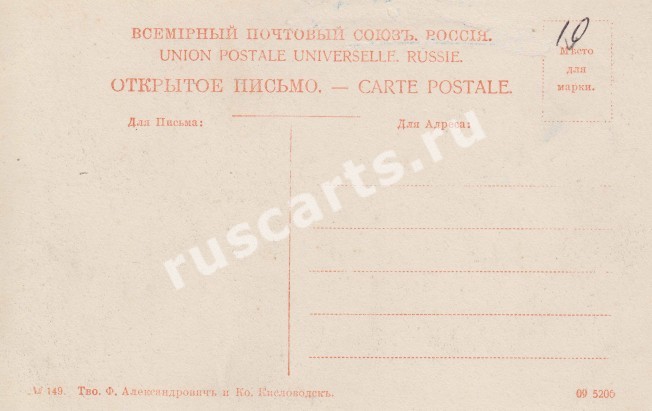 ВСЕМІРНЫЙ ПОЧТОВЫЙ СОЮЗЪ. РОССІЯ.
UNION POSTALE UNIVERSELLE. RUSSIE.
ОТКРЫТОЕ ПИСЬМО. — CARTE POSTALE.
10
Мѣсто
для
марки.
Для Письма:
Для Адреса:
ruscarts.ru
№ 149. Тво. Ф. Александровичъ и Ко. Кисловодскъ.
09 5206